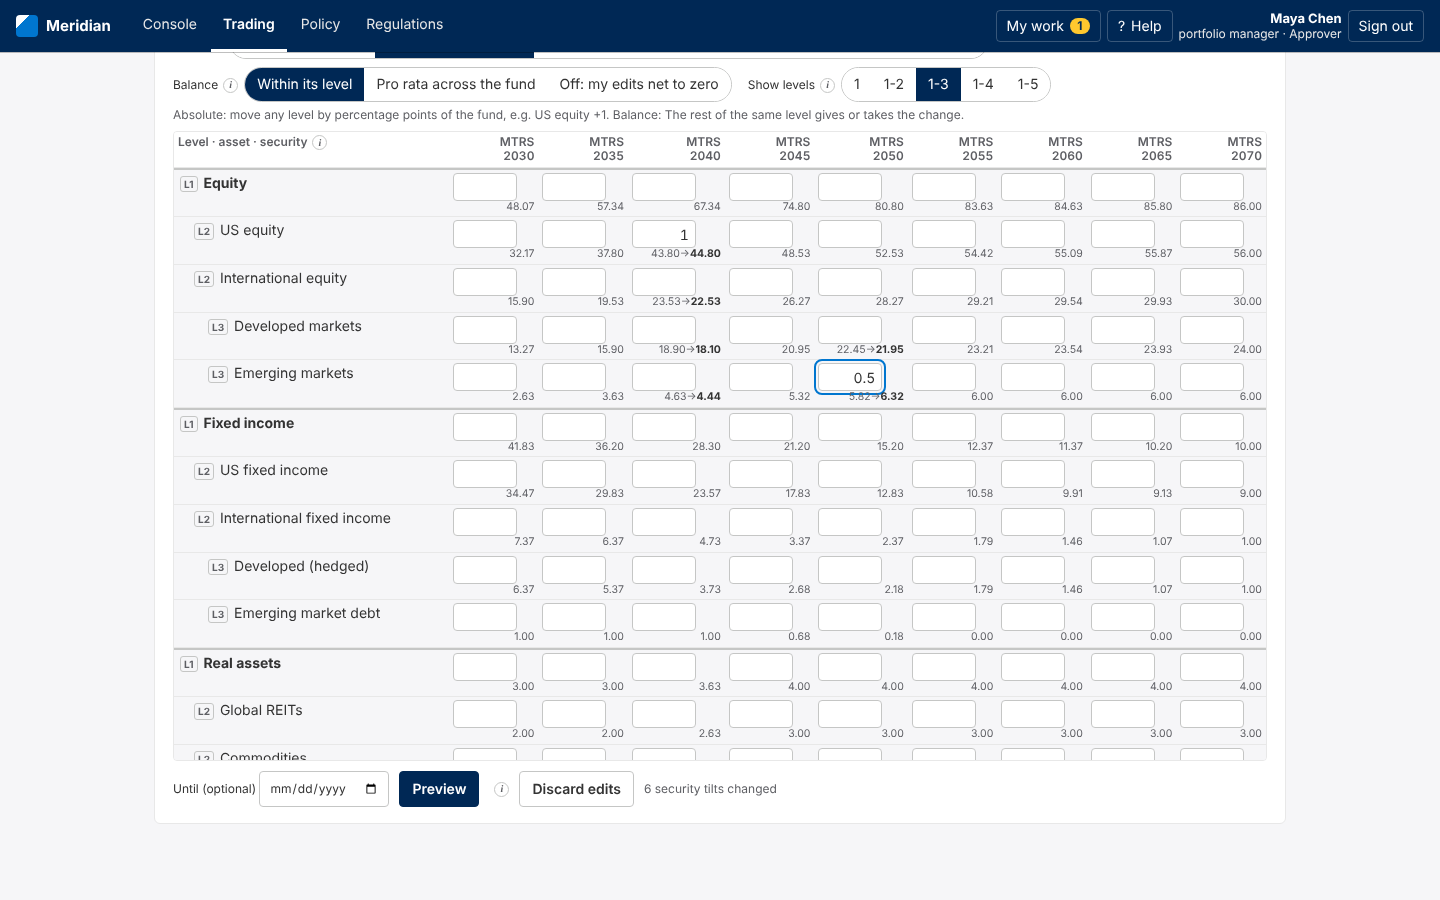 Meridian Console Trading Policy Regulations My work 1 ? Help Maya Chen Sign out
portfolio manager · Approver
Balance i Within its level Pro rata across the fund Off: my edits net to zero Show levels i 1 1-2 1-3 1-4 1-5
Absolute: move any level by percentage points of the fund, e.g. US equity +1. Balance: The rest of the same level gives or takes the change.
Level · asset · security i MTRS 2030 MTRS 2035 MTRS 2040 MTRS 2045 MTRS 2050 MTRS 2055 MTRS 2060 MTRS 2065 MTRS 2070
L1 Equity
48.07 57.34 67.34 74.80 80.80 83.63 84.63 85.80 86.00
L2 US equity 1
32.17 37.80 43.80→44.80 48.53 52.53 54.42 55.09 55.87 56.00
L2 International equity
15.90 19.53 23.53→22.53 26.27 28.27 29.21 29.54 29.93 30.00
L3 Developed markets
13.27 15.90 18.90→18.10 20.95 22.45→21.95 23.21 23.54 23.93 24.00
L3 Emerging markets 0.5
2.63 3.63 4.63→4.44 5.32 5.82→6.32 6.00 6.00 6.00 6.00
L1 Fixed income
41.83 36.20 28.30 21.20 15.20 12.37 11.37 10.20 10.00
L2 US fixed income
34.47 29.83 23.57 17.83 12.83 10.58 9.91 9.13 9.00
L2 International fixed income
7.37 6.37 4.73 3.37 2.37 1.79 1.46 1.07 1.00
L3 Developed (hedged)
6.37 5.37 3.73 2.68 2.18 1.79 1.46 1.07 1.00
L3 Emerging market debt
1.00 1.00 1.00 0.68 0.18 0.00 0.00 0.00 0.00
L1 Real assets
3.00 3.00 3.63 4.00 4.00 4.00 4.00 4.00 4.00
L2 Global REITs
2.00 2.00 2.63 3.00 3.00 3.00 3.00 3.00 3.00
L2 Commodities
Until (optional) mm/dd/yyyy Preview i Discard edits 6 security tilts changed